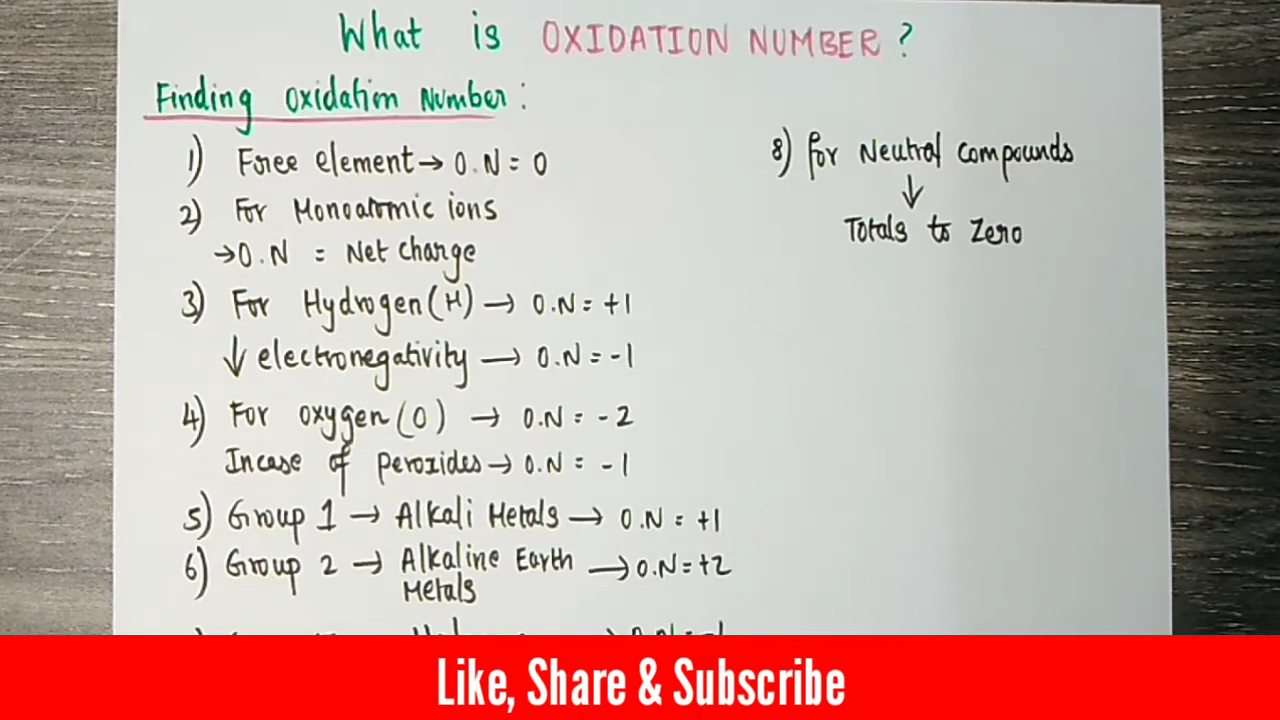 What is OXIDATION NUMBER?
Finding Oxidation Number:
1) Free element → O.N = 0
2) For Monoatomic ions
→ O.N = Net change
3) For Hydrogen (H) → O.N = +1
↓ electronegativity → O.N = -1
4) For oxygen (O) → O.N = -2
Incase of peroxides → O.N = -1
5) Group 1 → Alkali Metals → O.N = +1
6) Group 2 → Alkaline Earth → O.N = +2
Metals
8) For Neutral compounds
↓
Totals to Zero
Like, Share & Subscribe